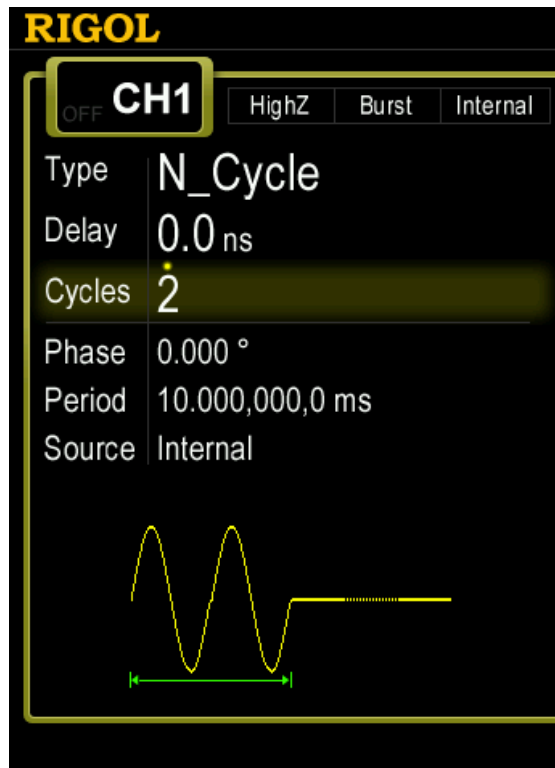 RIGOL
OFF CH1 HighZ Burst Internal
Type N_Cycle
Delay 0.0 ns
Cycles 2
Phase 0.000 °
Period 10.000,000,0 ms
Source Internal